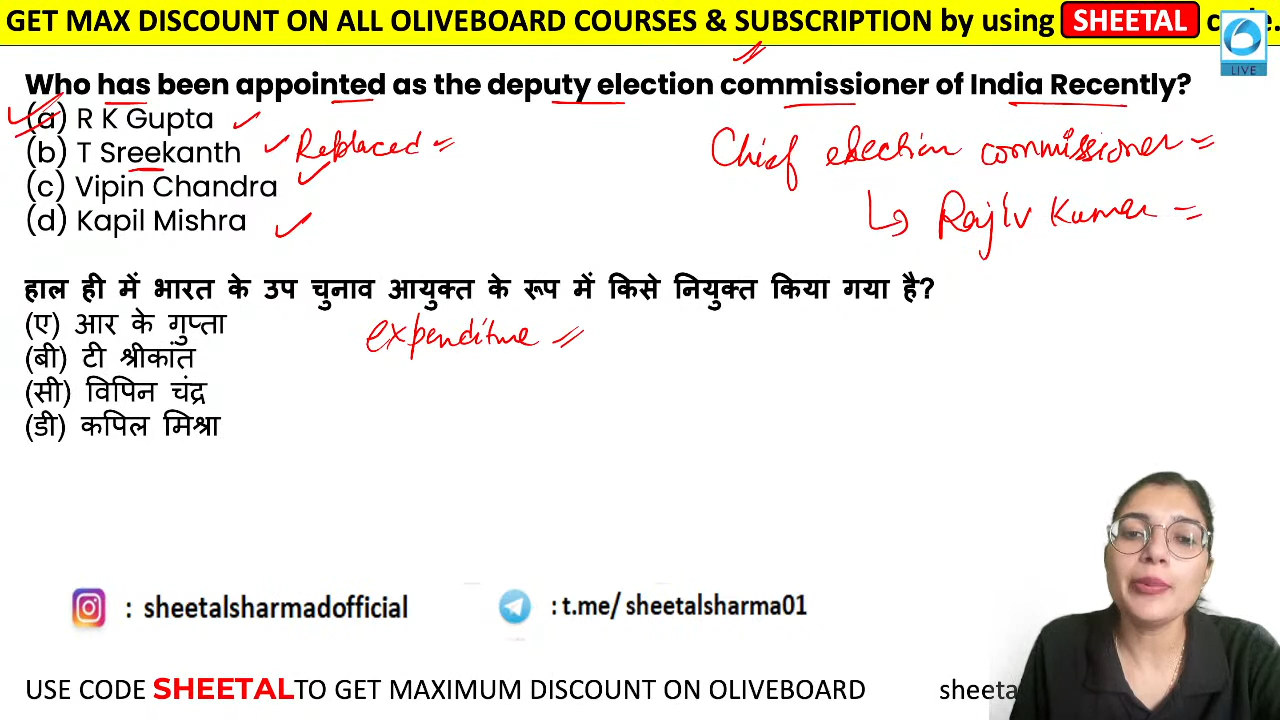 GET MAX DISCOUNT ON ALL OLIVEBOARD COURSES & SUBSCRIPTION by using SHEETAL code.
LIVE
Who has been appointed as the deputy election commissioner of India Recently?
(a) R K Gupta
(b) T Sreekanth Replaced
(c) Vipin Chandra
(d) Kapil Mishra
Chief election commissioner
Rajiv Kumar
हाल ही में भारत के उप चुनाव आयुक्त के रूप में किसे नियुक्त किया गया है?
(ए) आर के गुप्ता
(बी) टी श्रीकांत
(सी) विपिन चंद्र
(डी) कपिल मिश्रा
expenditure
: sheetalsharmadofficial
: t.me/ sheetalsharma01
USE CODE SHEETAL TO GET MAXIMUM DISCOUNT ON OLIVEBOARD
sheeta